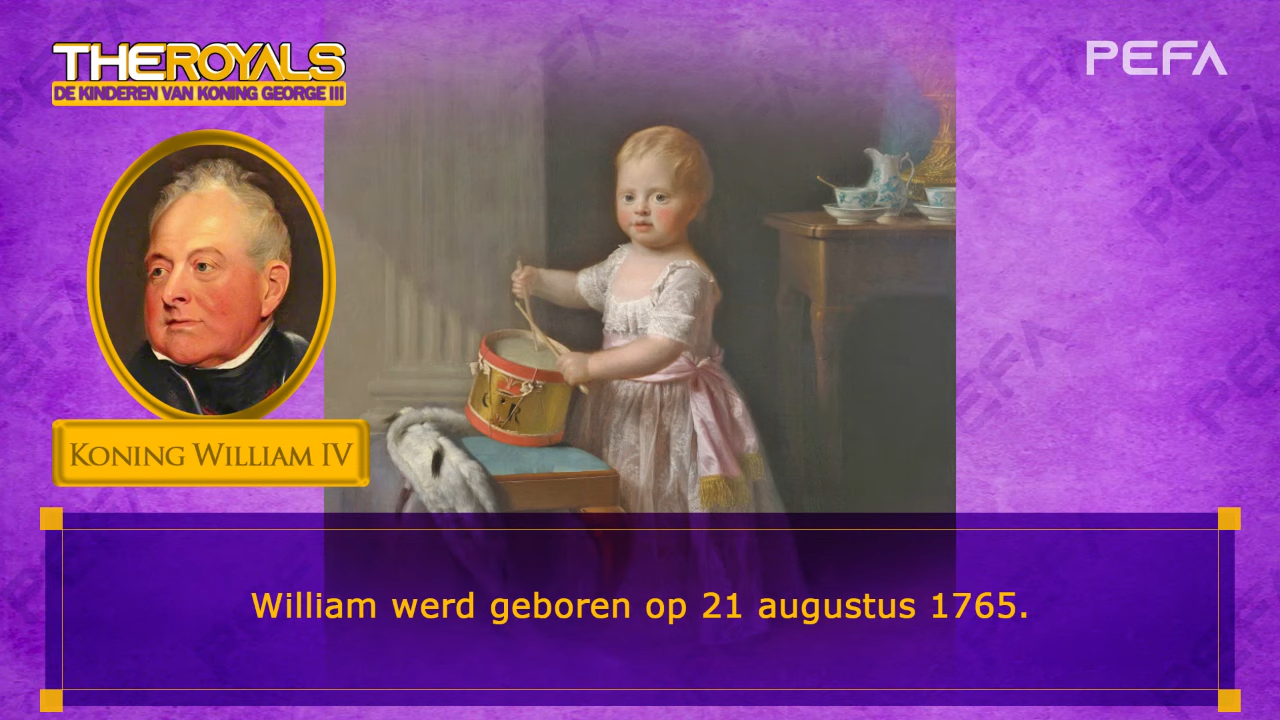 THEROYALS
DE KINDEREN VAN KONING GEORGE III
PEFA
KONING WILLIAM IV
William werd geboren op 21 augustus 1765.